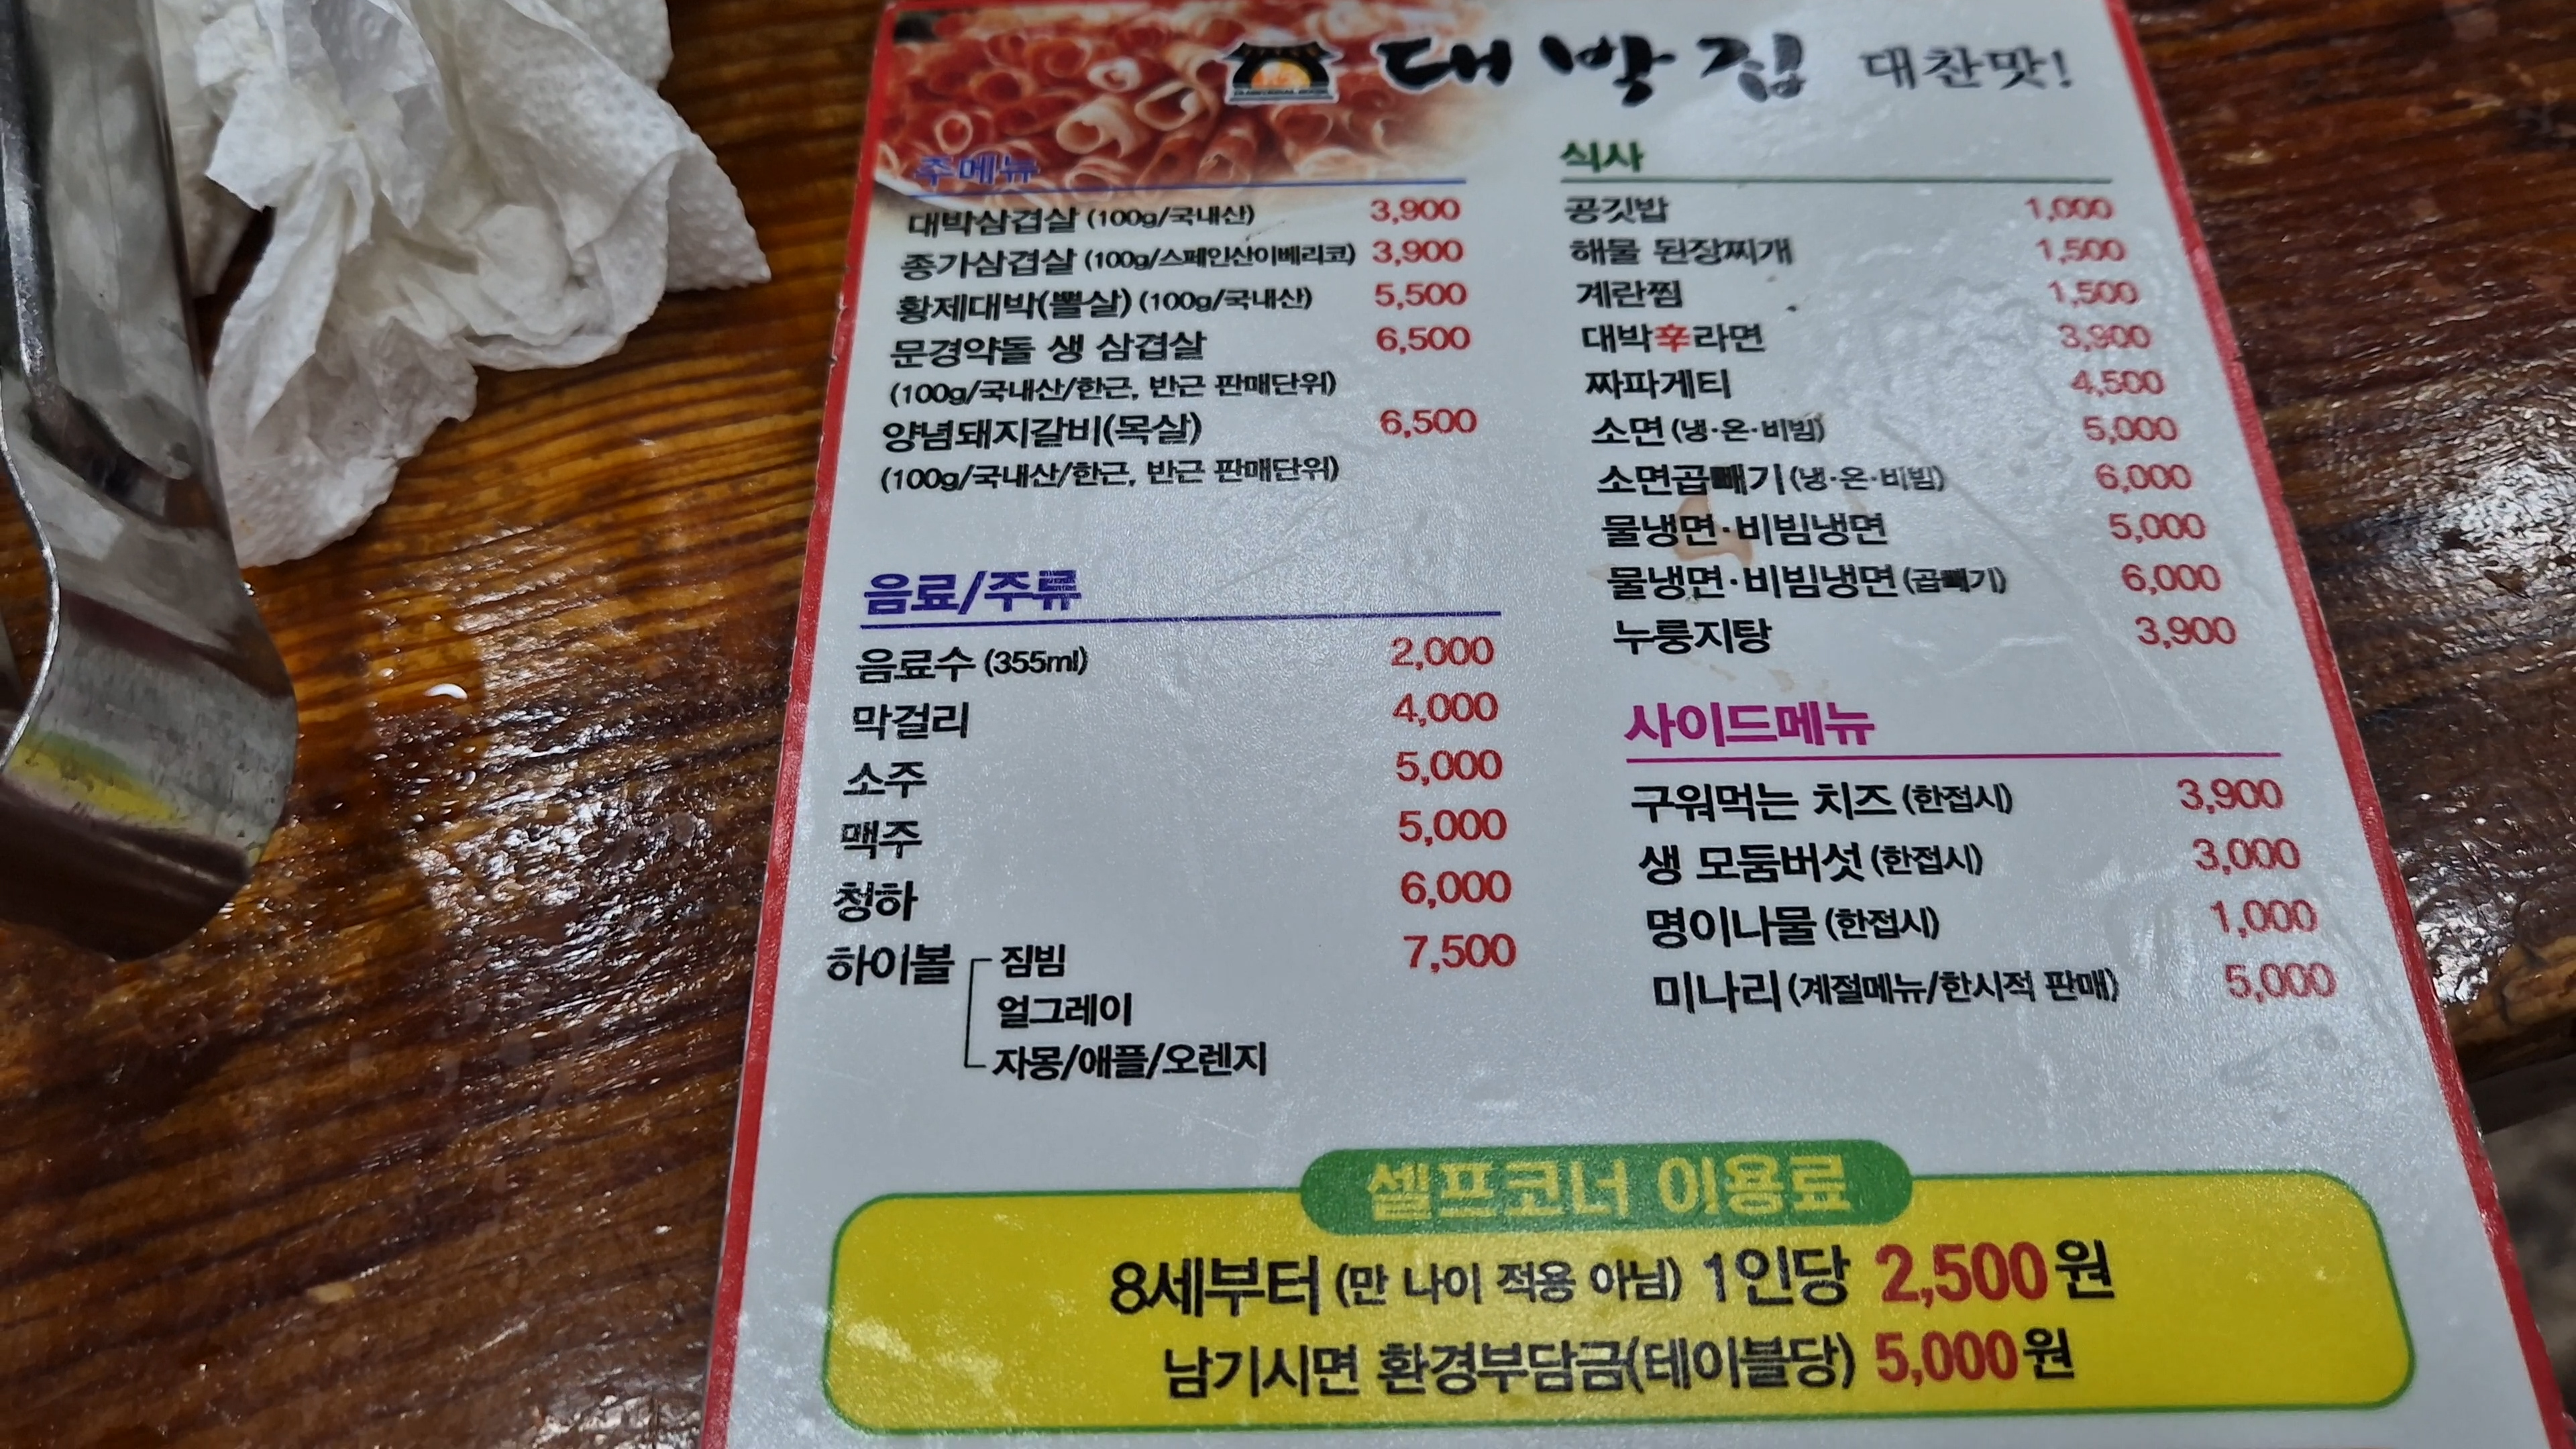 대박집 대찬맛!
주메뉴
대박삼겹살 (100g/국내산) 3,900
종가삼겹살 (100g/스페인산이베리코) 3,900
황제대박(뽈살) (100g/국내산) 5,500
문경약돌 생 삼겹살 6,500
(100g/국내산/한근, 반근 판매단위)
양념돼지갈비(목살) 6,500
(100g/국내산/한근, 반근 판매단위)
음료/주류
음료수 (355ml) 2,000
막걸리 4,000
소주 5,000
맥주 5,000
청하 6,000
하이볼 짐빔 7,500
얼그레이
자몽/애플/오렌지
식사
공깃밥 1,000
해물 된장찌개 1,500
계란찜 1,500
대박辛라면 3,900
짜파게티 4,500
소면 (냉·온·비빔) 5,000
소면곱빼기 (냉·온·비빔) 6,000
물냉면·비빔냉면 5,000
물냉면·비빔냉면 (곱빼기) 6,000
누룽지탕 3,900
사이드메뉴
구워먹는 치즈 (한접시) 3,900
생 모둠버섯 (한접시) 3,000
명이나물 (한접시) 1,000
미나리 (계절메뉴/한시적 판매) 5,000
셀프코너 이용료
8세부터 (만 나이 적용 아님) 1인당 2,500원
남기시면 환경부담금(테이블당) 5,000원